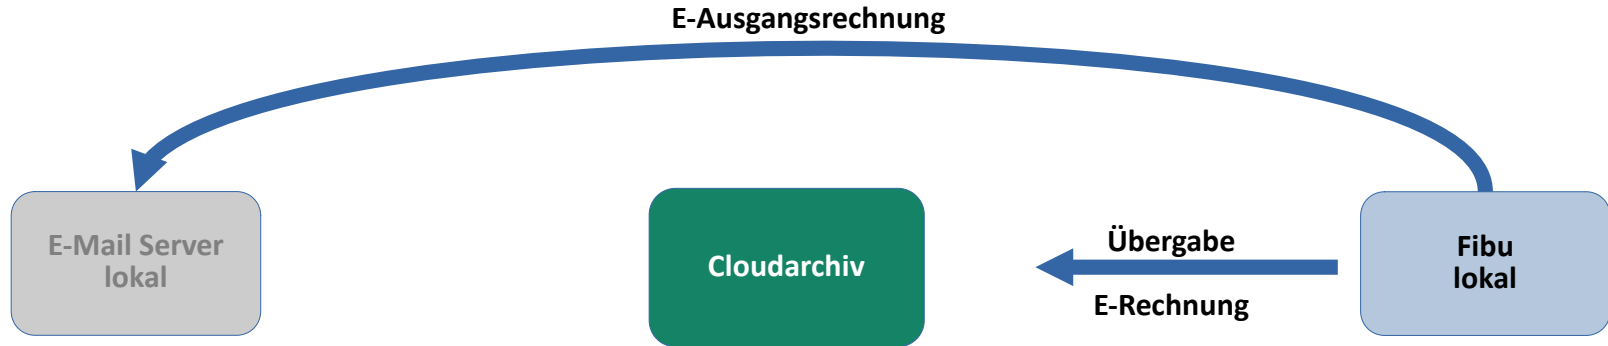 E-Ausgangsrechnung
E-Mail Server
lokal
Cloudarchiv
Übergabe
E-Rechnung
Fibu
lokal